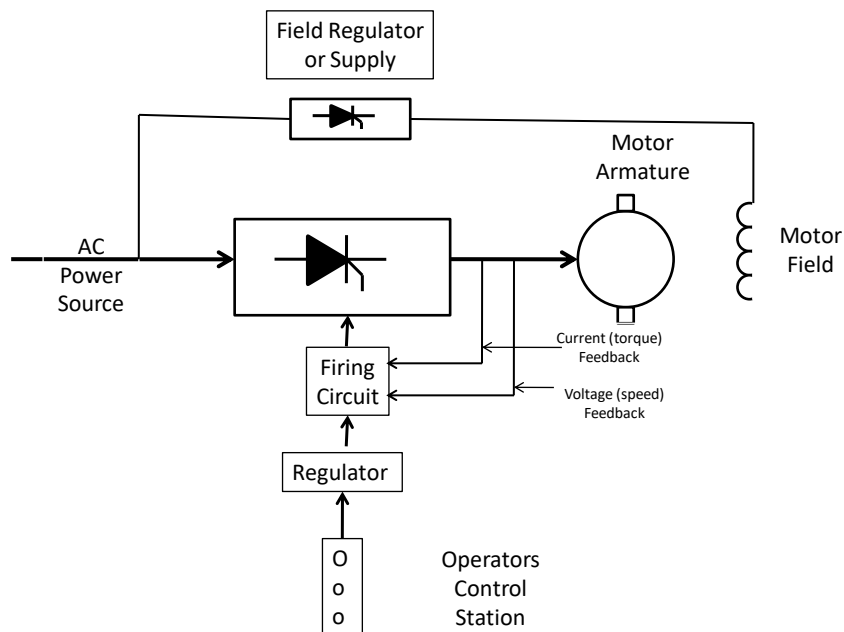 Field Regulator
or Supply
Motor
Armature
AC
Power
Source
Motor
Field
Current (torque)
Feedback
Firing
Circuit
Voltage (speed)
Feedback
Regulator
O
o
o
Operators
Control
Station